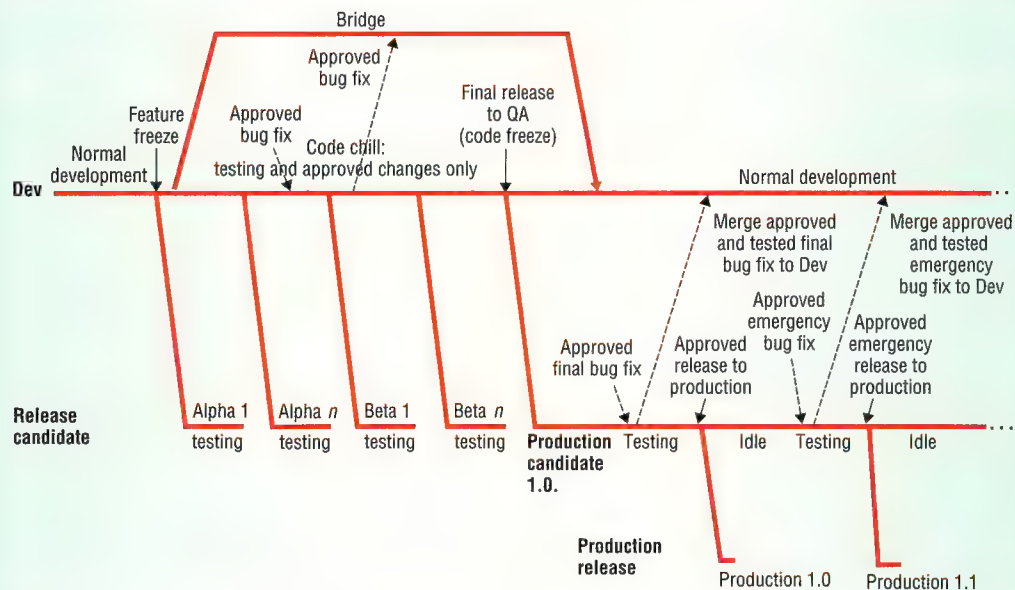 Bridge
Approved
bug fix
Final release
to QA
(code freeze)
Feature
freeze
Approved
bug fix
Code chill:
testing and approved changes only
Normal
development
Dev
Normal development
Merge approved
and tested final
bug fix to Dev
Merge approved
and tested
emergency
bug fix to Dev
Approved
final bug fix
Approved
release to
production
Approved
emergency
bug fix
Approved
emergency
release to
production
Release
candidate
Alpha 1
testing
Alpha n
testing
Beta 1
testing
Beta n
testing
Production
candidate
1.0.
Testing
Idle
Testing
Idle
Production
release
Production 1.0
Production 1.1